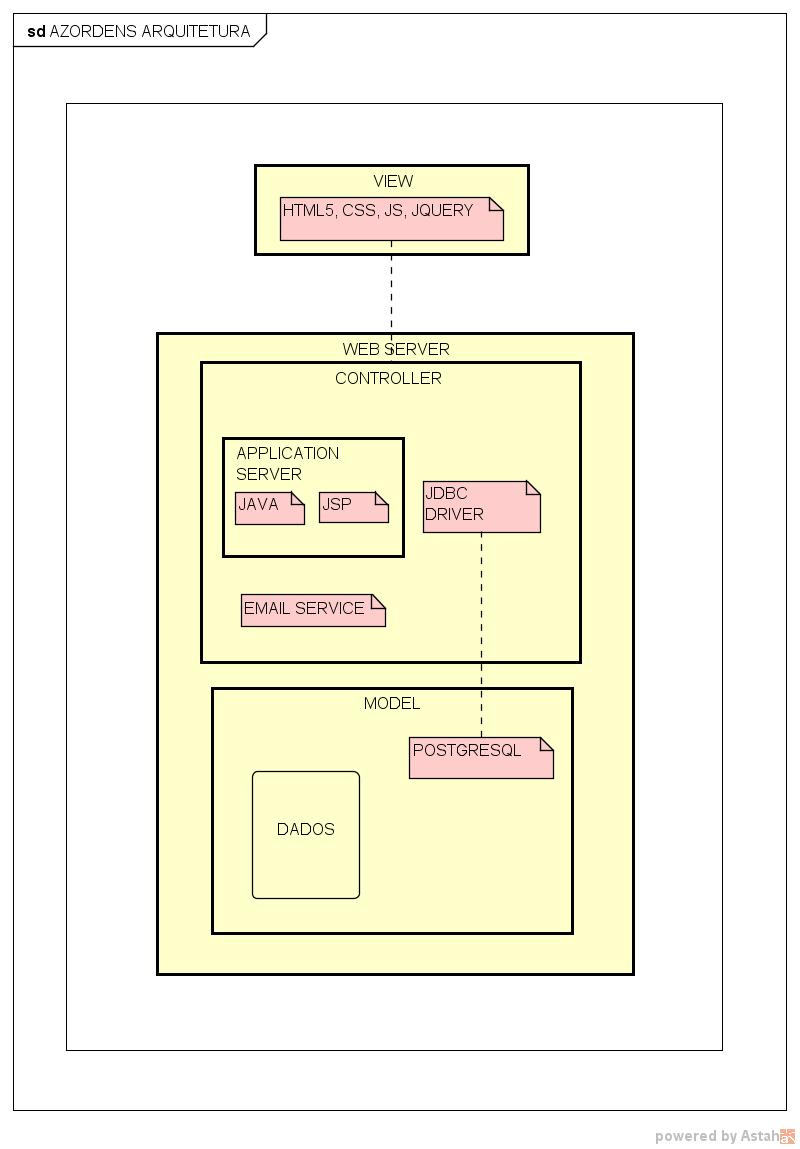 sd AZORDENS ARQUITETURA
VIEW
HTML5, CSS, JS, JQUERY
WEB SERVER
CONTROLLER
APPLICATION
SERVER
JAVA
JSP
JDBC
DRIVER
EMAIL SERVICE
MODEL
POSTGRESQL
DADOS
powered by Astah